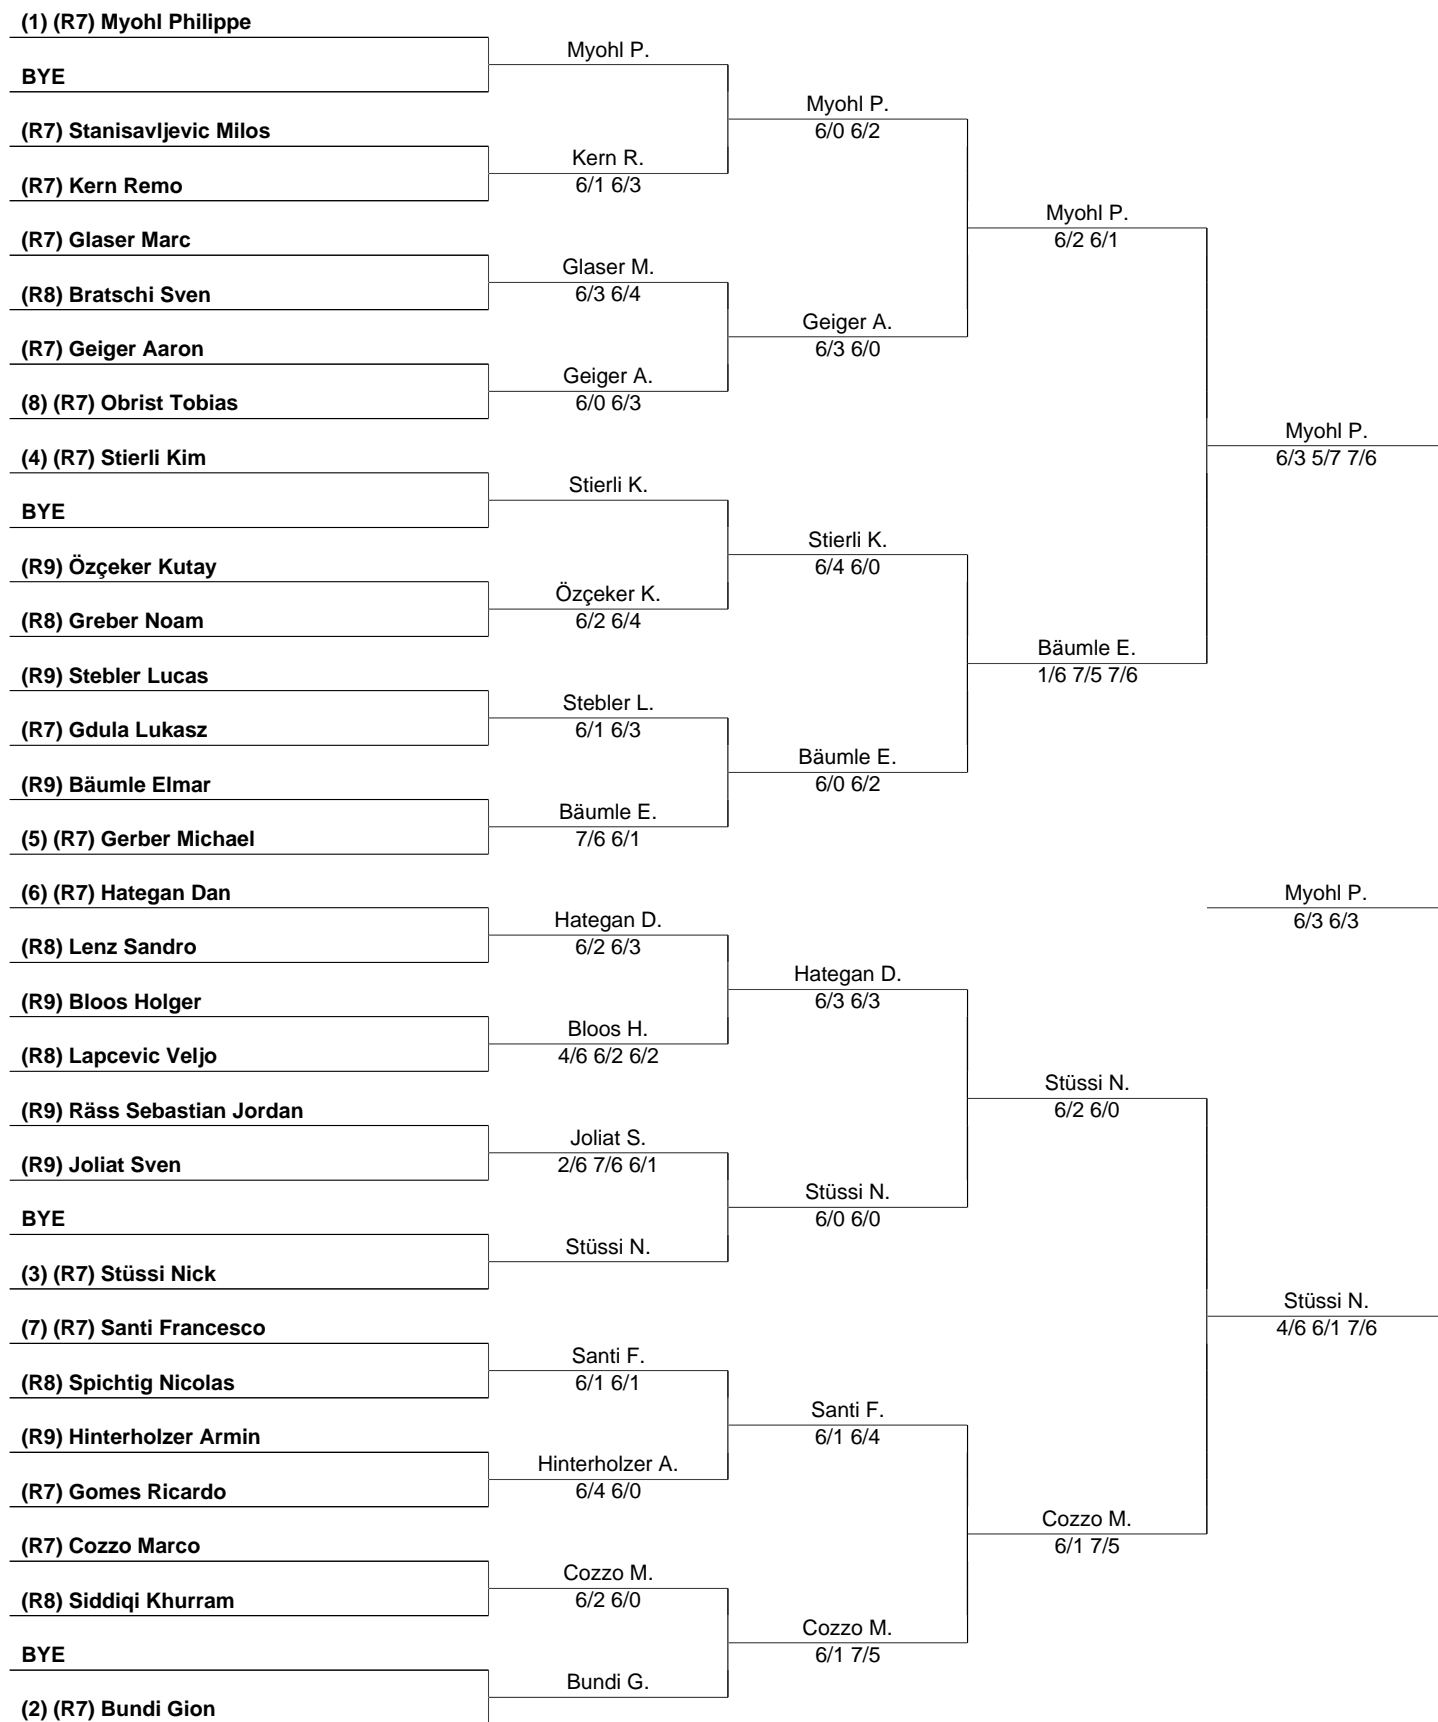 (1) (R7) Myohl Philippe
Myohl P.
BYE
Myohl P.
6/0 6/2
(R7) Stanisavljevic Milos
Kern R.
6/1 6/3
(R7) Kern Remo
Myohl P.
6/2 6/1
(R7) Glaser Marc
Glaser M.
6/3 6/4
(R8) Bratschi Sven
Geiger A.
6/3 6/0
(R7) Geiger Aaron
Geiger A.
6/0 6/3
(8) (R7) Obrist Tobias
Myohl P.
6/3 5/7 7/6
(4) (R7) Stierli Kim
Stierli K.
BYE
Stierli K.
6/4 6/0
(R9) Özçeker Kutay
Özçeker K.
6/2 6/4
(R8) Greber Noam
Bäumle E.
1/6 7/5 7/6
(R9) Stebler Lucas
Stebler L.
6/1 6/3
(R7) Gdula Lukasz
Bäumle E.
6/0 6/2
(R9) Bäumle Elmar
Bäumle E.
7/6 6/1
(5) (R7) Gerber Michael
(6) (R7) Hategan Dan
Myohl P.
6/3 6/3
Hategan D.
6/2 6/3
(R8) Lenz Sandro
Hategan D.
6/3 6/3
(R9) Bloos Holger
Bloos H.
4/6 6/2 6/2
(R8) Lapcevic Veljo
Stüssi N.
6/2 6/0
(R9) Räss Sebastian Jordan
Joliat S.
2/6 7/6 6/1
(R9) Joliat Sven
Stüssi N.
6/0 6/0
BYE
Stüssi N.
(3) (R7) Stüssi Nick
Stüssi N.
4/6 6/1 7/6
(7) (R7) Santi Francesco
Santi F.
6/1 6/1
(R8) Spichtig Nicolas
Santi F.
6/1 6/4
(R9) Hinterholzer Armin
Hinterholzer A.
6/4 6/0
(R7) Gomes Ricardo
Cozzo M.
6/1 7/5
(R7) Cozzo Marco
Cozzo M.
6/2 6/0
(R8) Siddiqi Khurram
Cozzo M.
6/1 7/5
BYE
Bundi G.
(2) (R7) Bundi Gion